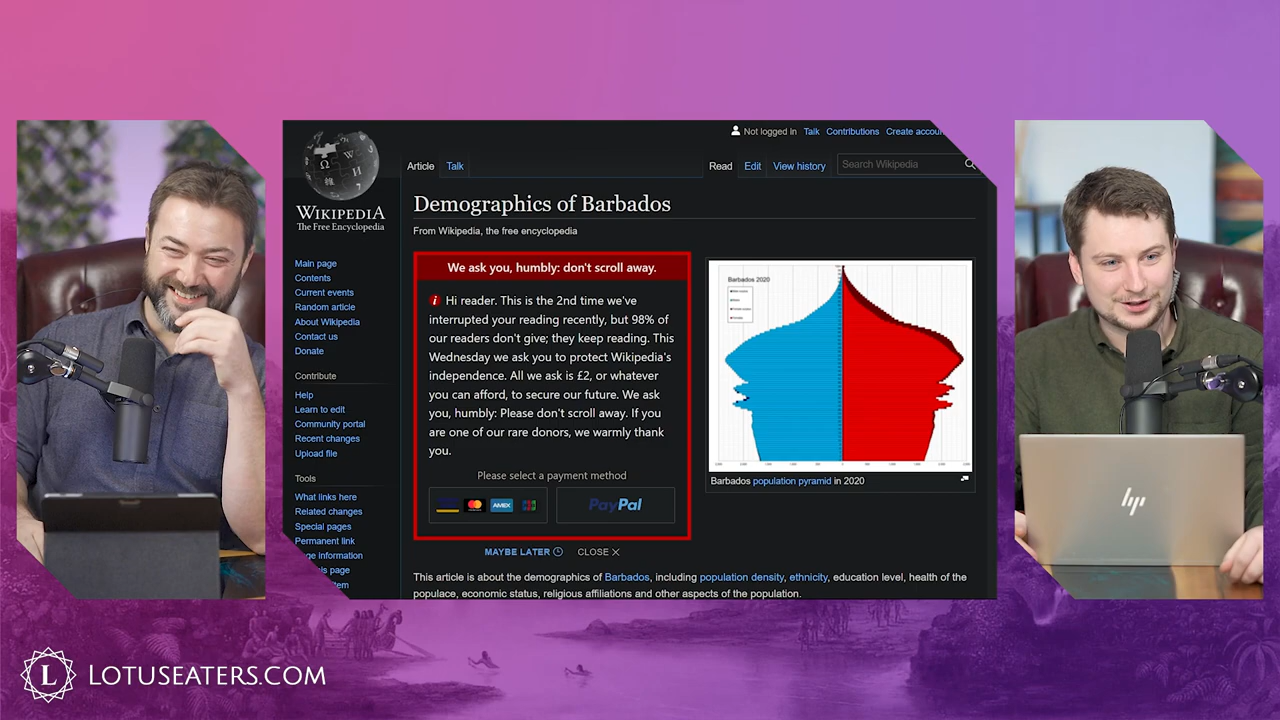 Not logged in Talk Contributions Create accoun
Article Talk Read Edit View history Search Wikipedia
WIKIPEDIA
The Free Encyclopedia
Demographics of Barbados
From Wikipedia, the free encyclopedia
Main page
Contents
Current events
Random article
About Wikipedia
Contact us
Donate
Contribute
Help
Learn to edit
Community portal
Recent changes
Upload file
Tools
What links here
Related changes
Special pages
Permanent link
ge information
s page
tem
We ask you, humbly: don't scroll away.
Hi reader. This is the 2nd time we've
interrupted your reading recently, but 98% of
our readers don't give; they keep reading. This
Wednesday we ask you to protect Wikipedia's
independence. All we ask is £2, or whatever
you can afford, to secure our future. We ask
you, humbly: Please don't scroll away. If you
are one of our rare donors, we warmly thank
you.
Please select a payment method
AMEX PayPal
MAYBE LATER CLOSE
Barbados 2020
Barbados population pyramid in 2020
This article is about the demographics of Barbados, including population density, ethnicity, education level, health of the
populace, economic status, religious affiliations and other aspects of the population.
hp
L LOTUSEATERS.COM